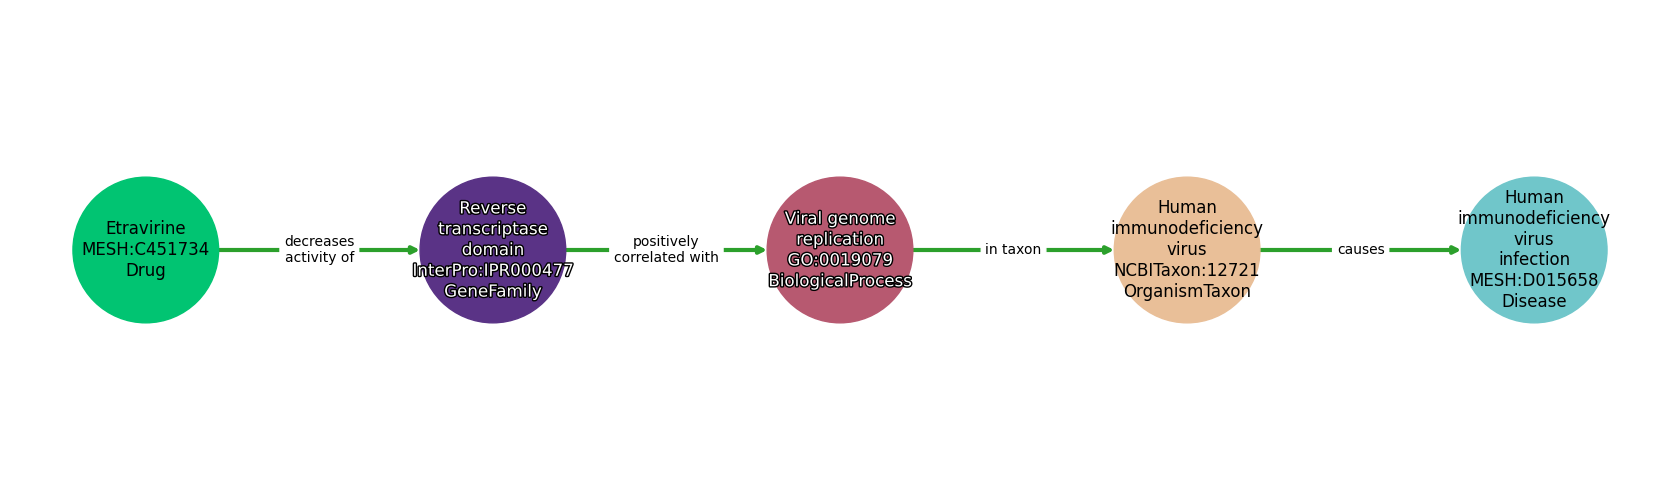 Etravirine
MESH:C451734
Drug
decreases
activity of
Reverse
transcriptase
domain
InterPro:IPR000477
GeneFamily
positively
correlated with
Viral genome
replication
GO:0019079
BiologicalProcess
in taxon
Human
immunodeficiency
virus
NCBITaxon:12721
OrganismTaxon
causes
Human
immunodeficiency
virus
infection
MESH:D015658
Disease